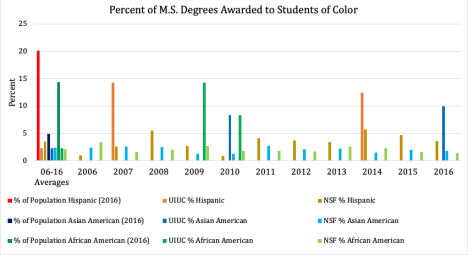 Percent of M.S. Degrees Awarded to Students of Color
25
20
15
10
5
0
Percent
06-16 Averages 2006 2007 2008 2009 2010 2011 2012 2013 2014 2015 2016
% of Population Hispanic (2016) UIUC % Hispanic NSF % Hispanic
% of Population Asian American (2016) UIUC % Asian American NSF % Asian American
% of Population African American (2016) UIUC % African American NSF % African American